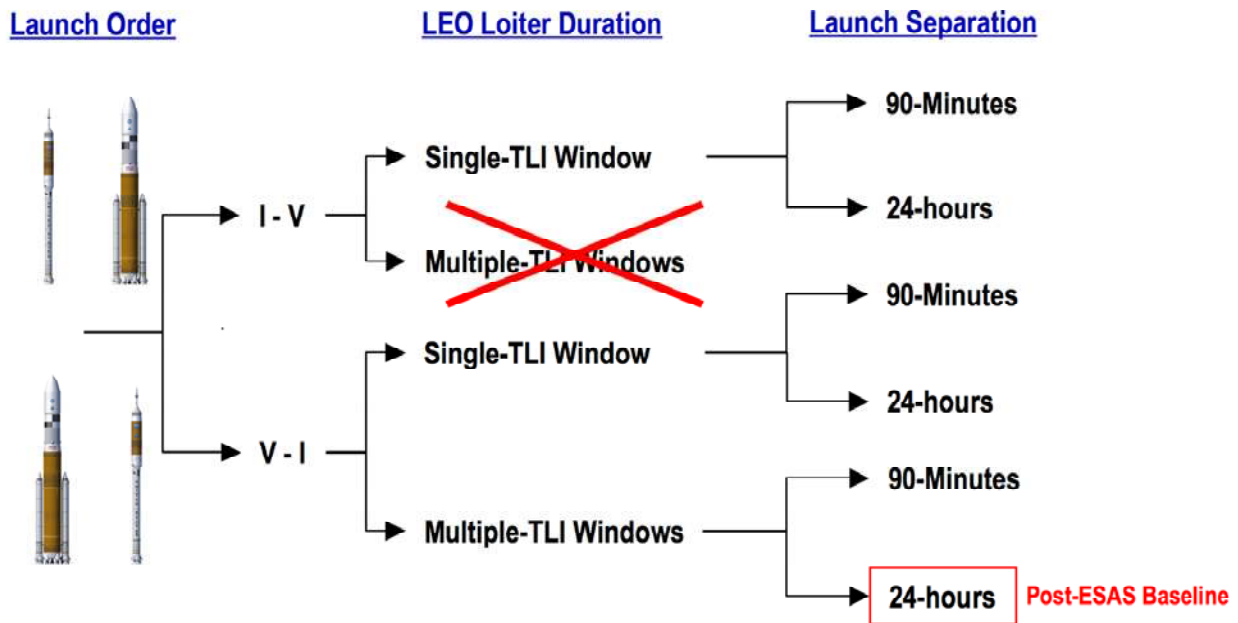 Launch Order
LEO Loiter Duration
Launch Separation
90-Minutes
Single-TLI Window
24-hours
I - V
Multiple-TLI Windows
90-Minutes
Single-TLI Window
24-hours
V - I
90-Minutes
Multiple-TLI Windows
24-hours
Post-ESAS Baseline